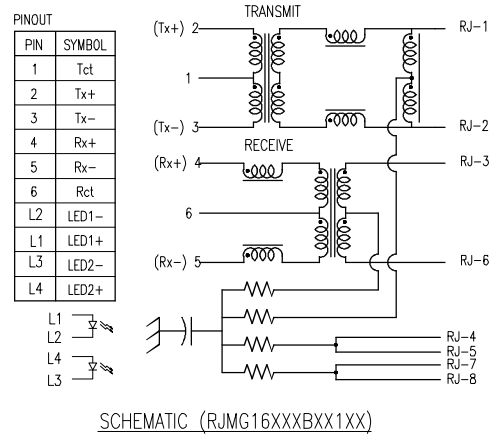 PINOUT
PIN SYMBOL
1 Tct
2 Tx+
3 Tx-
4 Rx+
5 Rx-
6 Rct
L2 LED1-
L1 LED1+
L3 LED2-
L4 LED2+
TRANSMIT
(Tx+) 2
RJ-1
1
(Tx-) 3
RJ-2
RECEIVE
(Rx+) 4
RJ-3
6
(Rx-) 5
RJ-6
L1
L2
L4
L3
RJ-4
RJ-5
RJ-7
RJ-8
SCHEMATIC (RJMG16XXXBXX1XX)